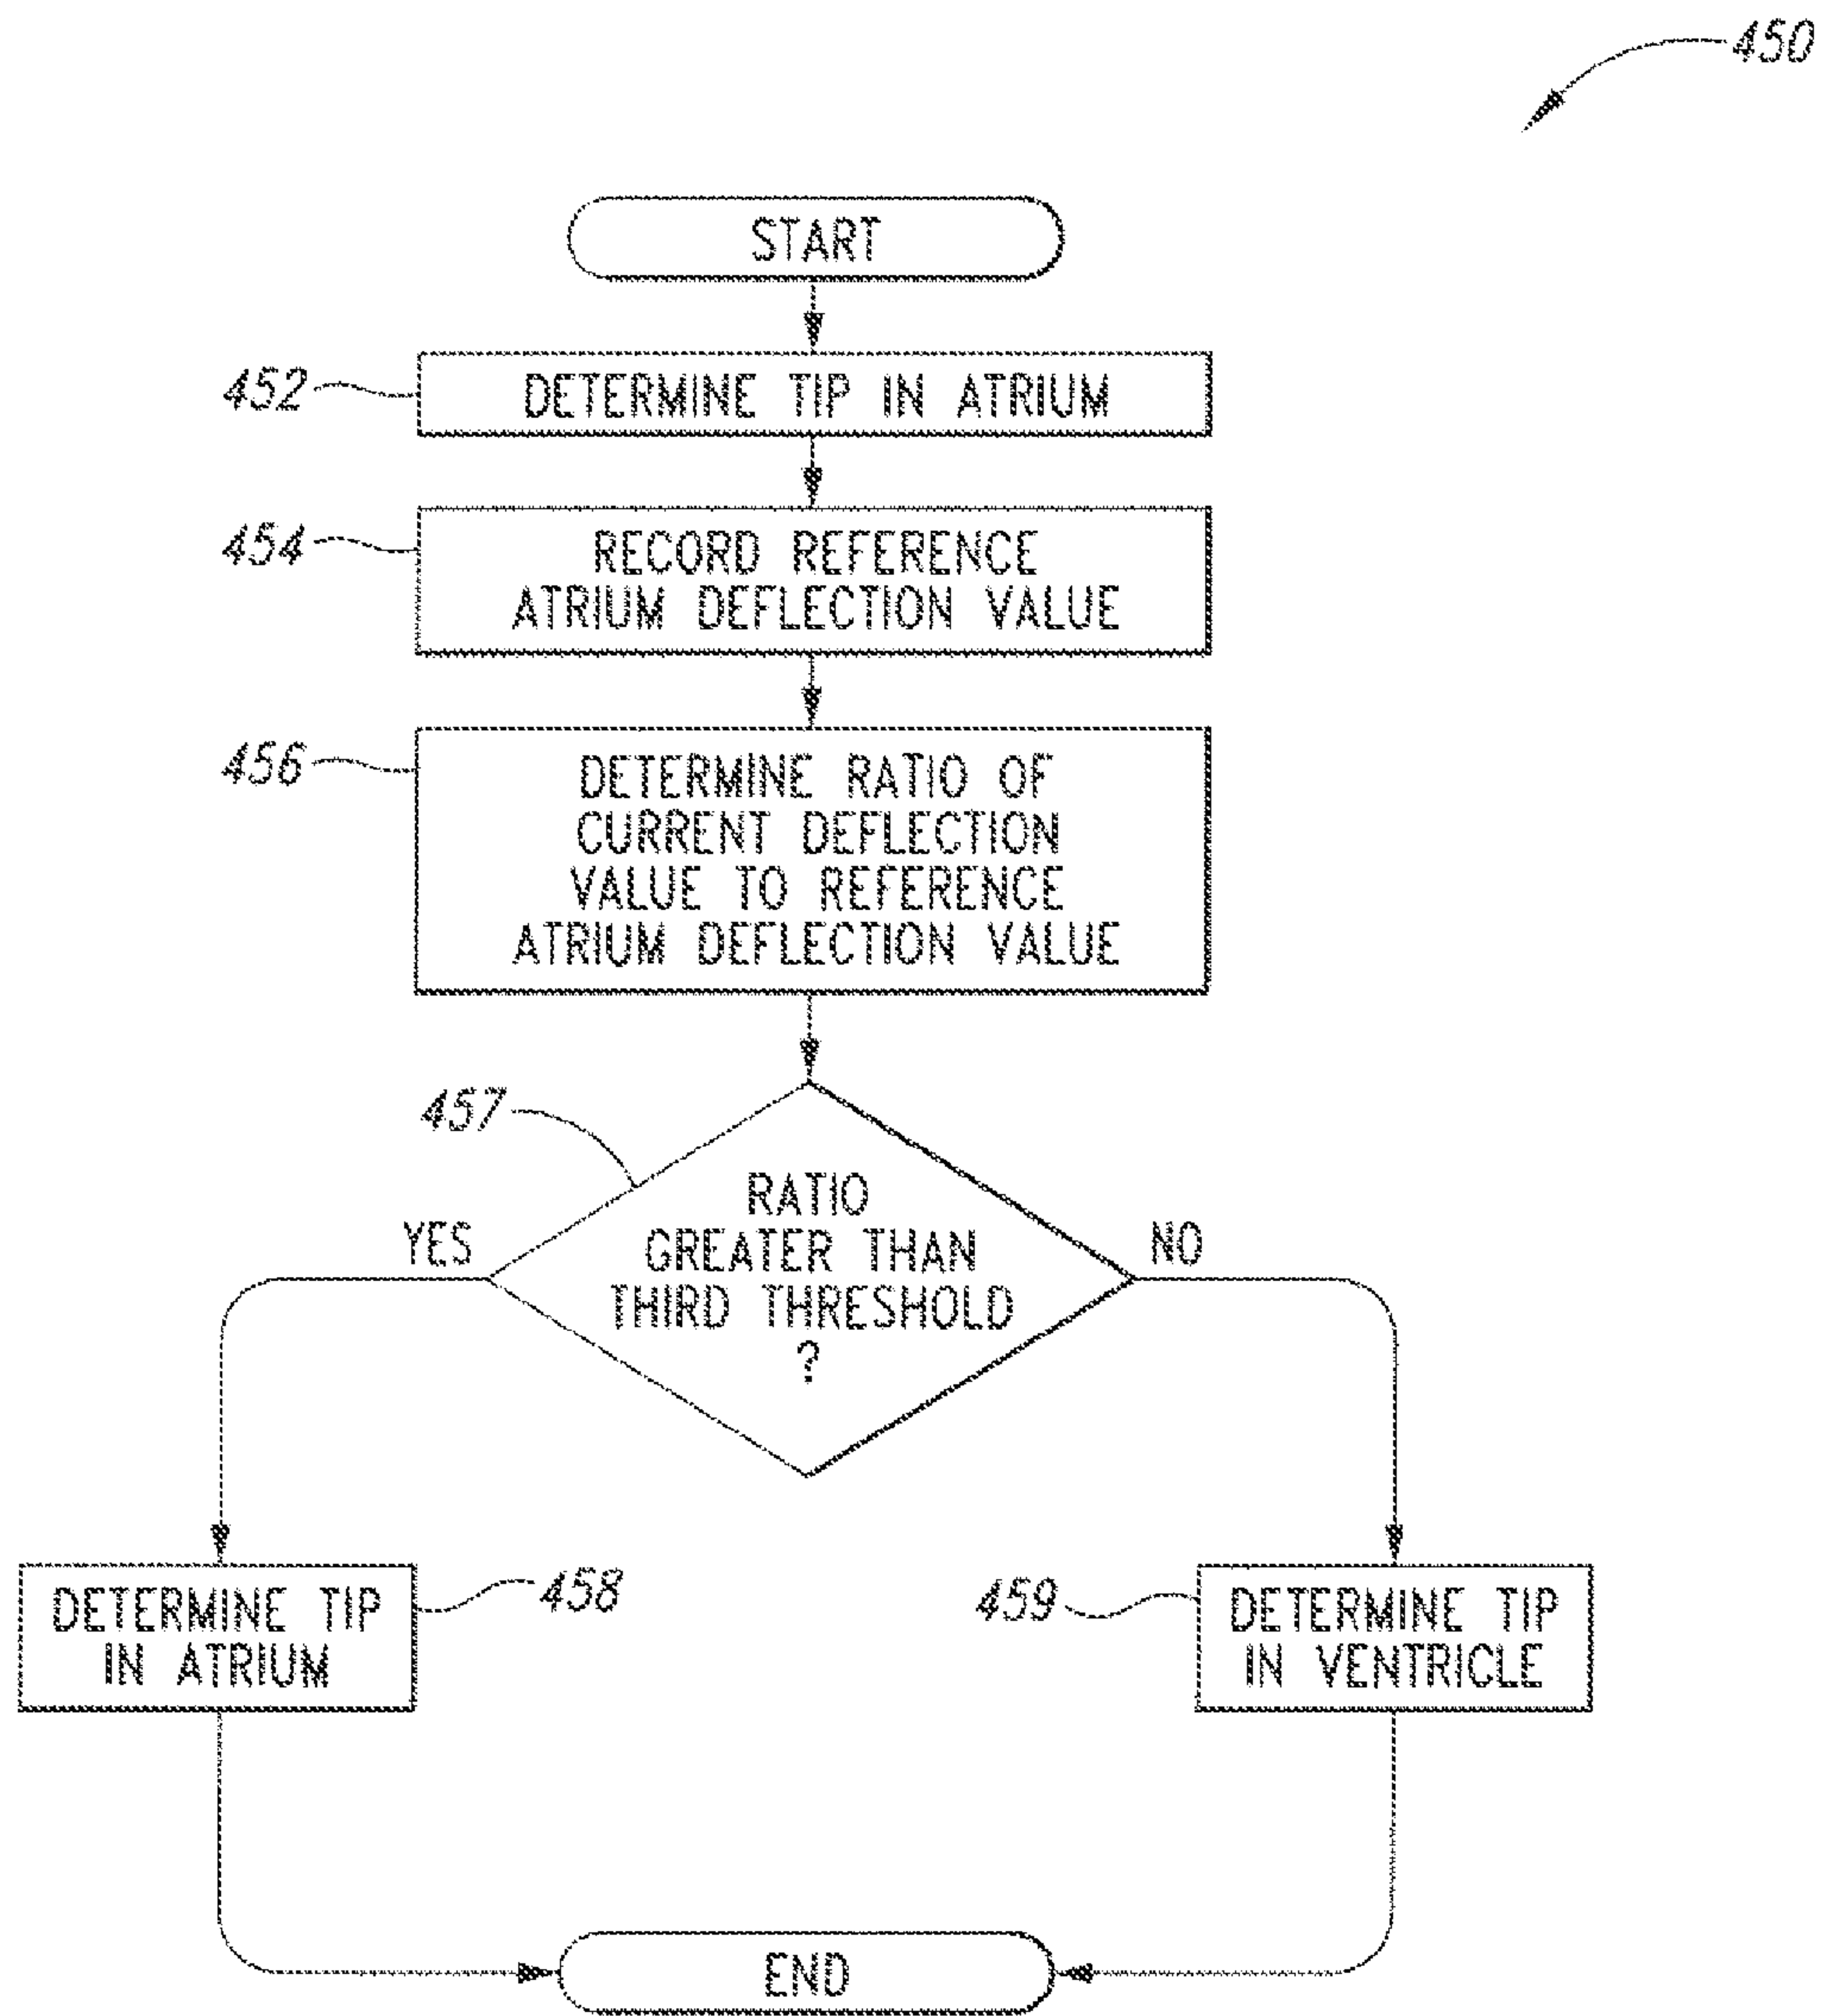 450
START
452
DETERMINE TIP IN ATRIUM
454
RECORD REFERENCE
ATRIUM DEFLECTION VALUE
456
DETERMINE RATIO OF
CURRENT DEFLECTION
VALUE TO REFERENCE
ATRIUM DEFLECTION VALUE
457
RATIO
GREATER THAN
THIRD THRESHOLD
?
YES
NO
DETERMINE TIP
IN ATRIUM
458
459
DETERMINE TIP
IN VENTRICLE
END